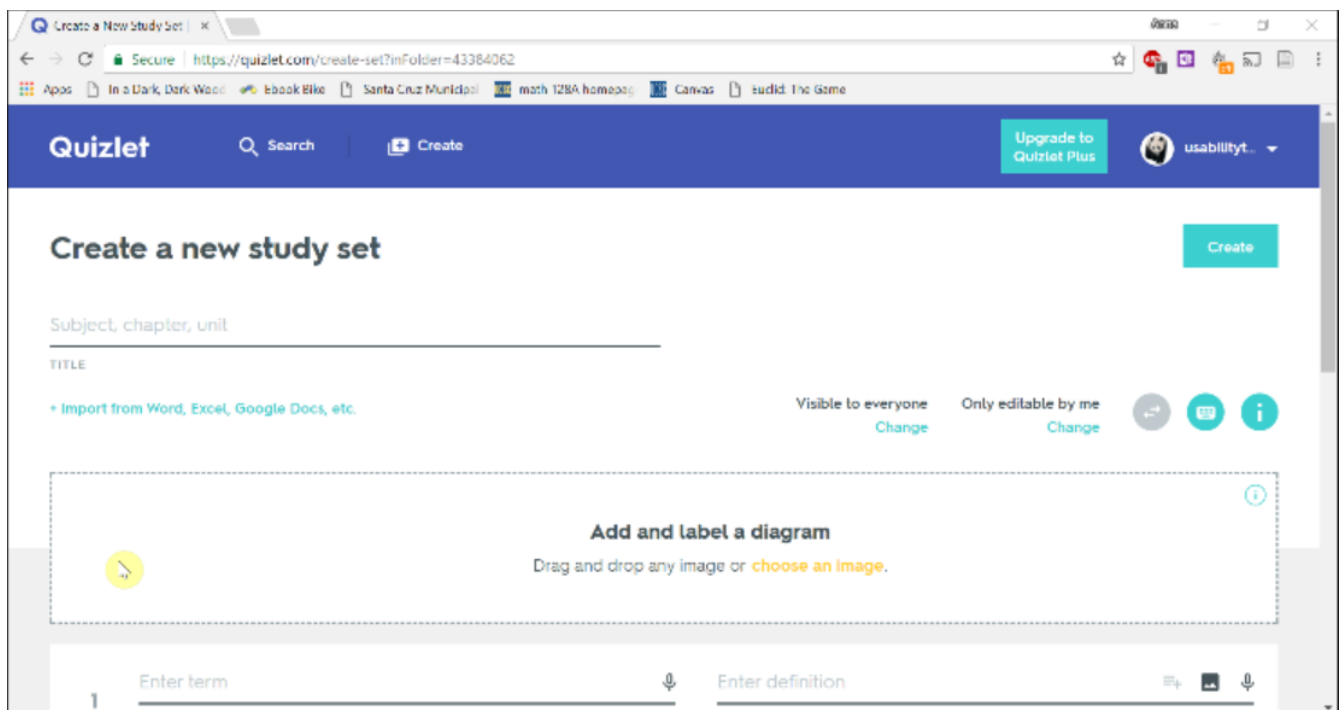 Create a New Study Set |
Secure | https://quizlet.com/create-set?inFolder=43384062
Apps In a Dark, Dark Wood Ebook Bike Santa Cruz Municipal math 128A homepag Canvas Euclid: The Game
Quizlet Search Create Upgrade to Quizlet Plus usabilityt...
Create a new study set Create
Subject, chapter, unit
TITLE
+ Import from Word, Excel, Google Docs, etc.
Visible to everyone Only editable by me
Change Change
Add and label a diagram
Drag and drop any image or choose an image.
1 Enter term Enter definition